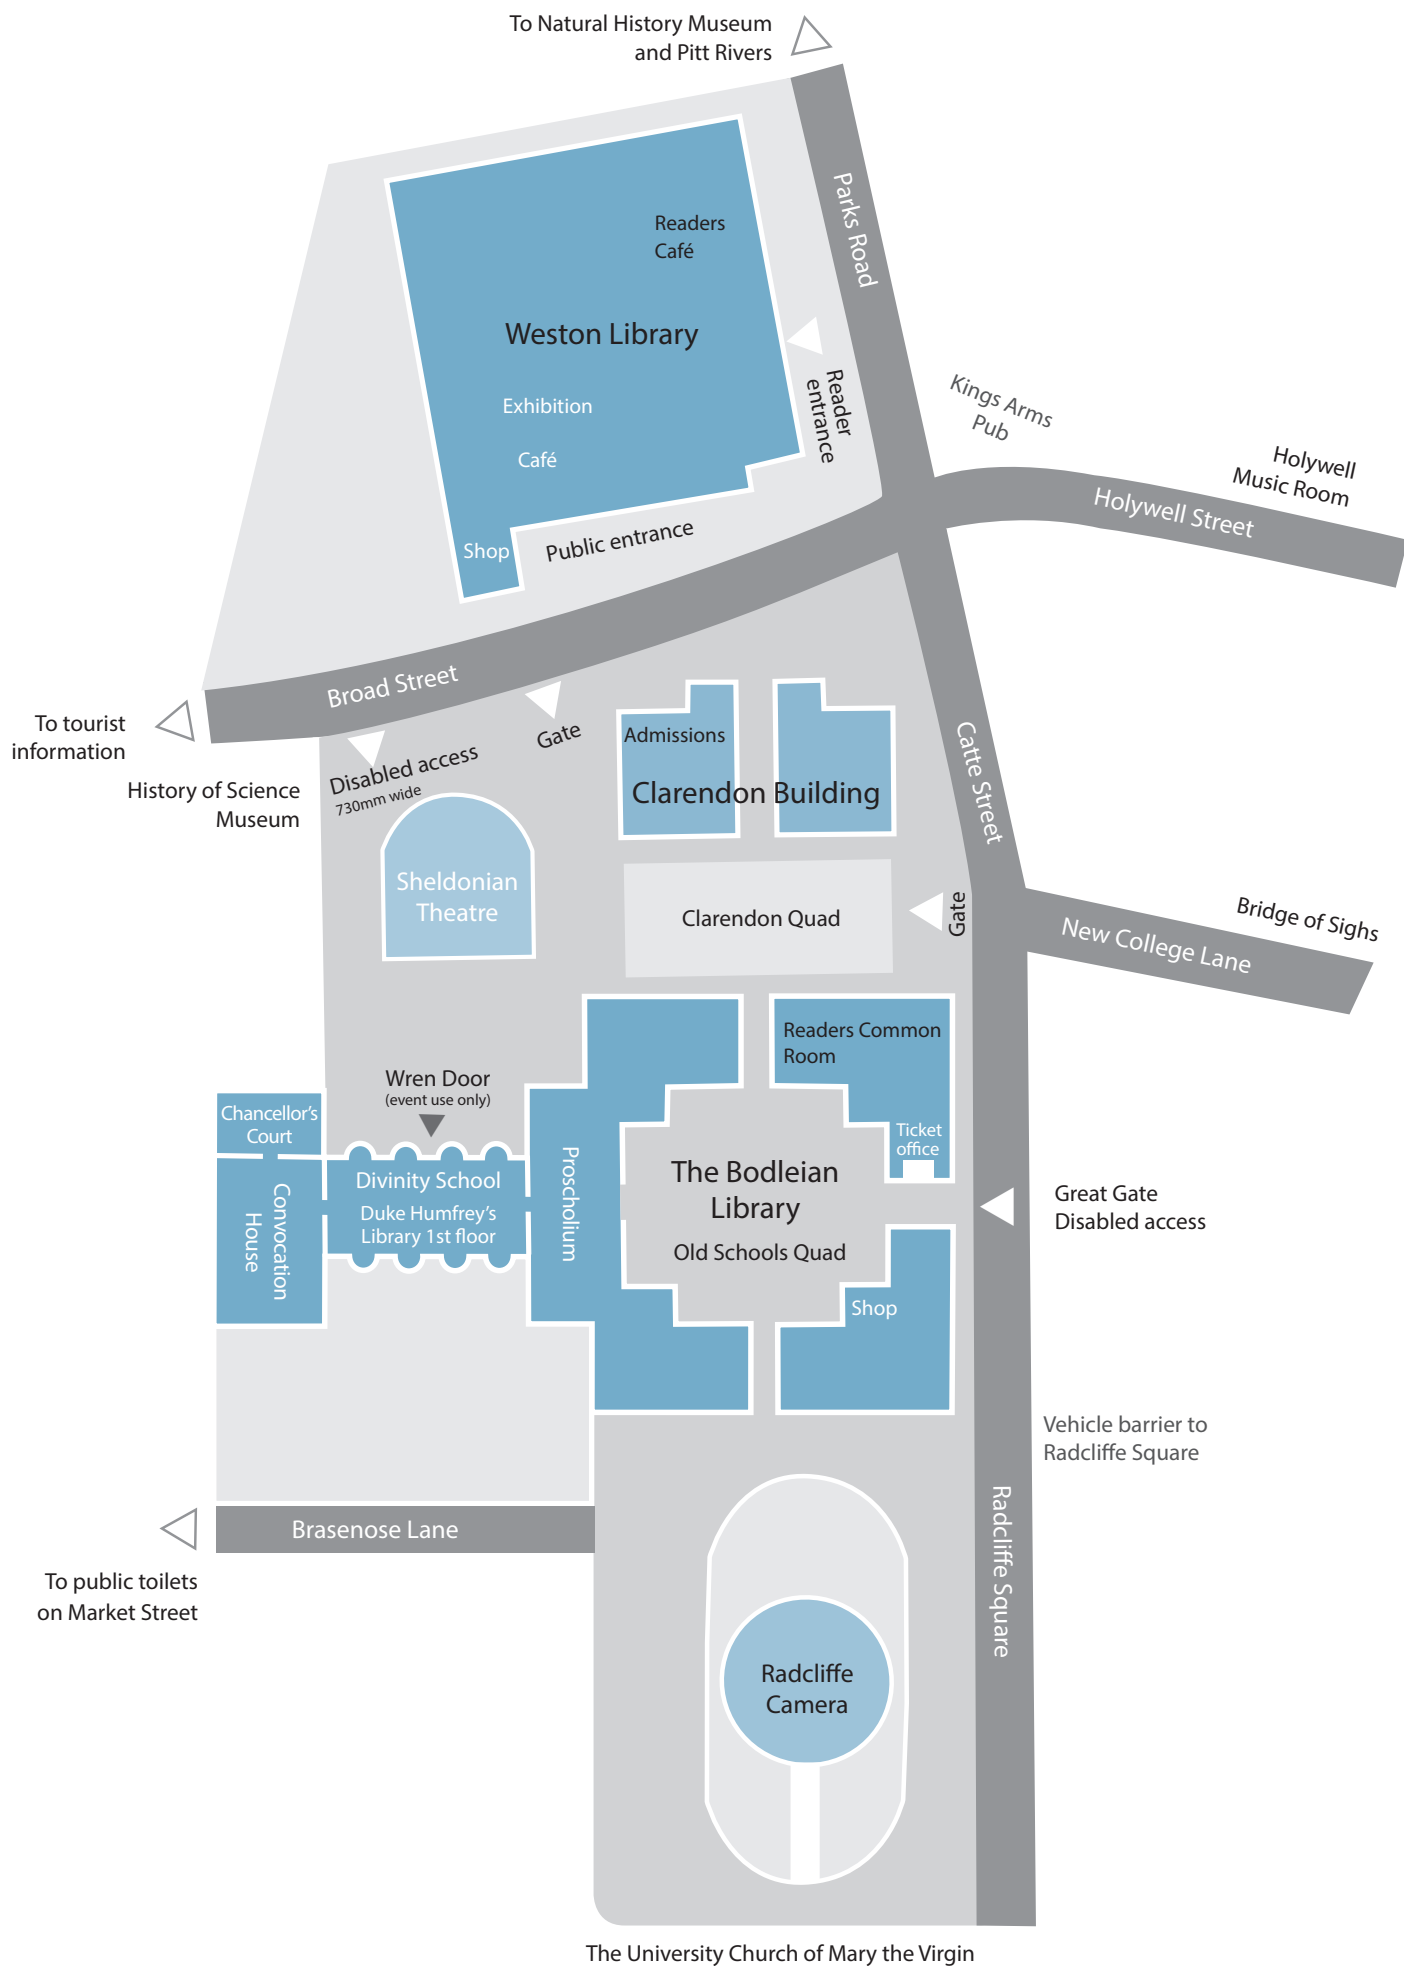 To Natural History Museum
and Pitt Rivers
Parks Road
Readers
Café
Weston Library
Reader
entrance
Exhibition
Café
Kings Arms
Pub
Holywell
Music Room
Holywell Street
Shop
Public entrance
Broad Street
To tourist
information
Gate
Disabled access
730mm wide
History of Science
Museum
Admissions
Clarendon Building
Catte Street
Sheldonian
Theatre
Clarendon Quad
Gate
Bridge of Sighs
New College Lane
Readers Common
Room
Wren Door
(event use only)
Chancellor's
Court
Ticket
office
Convocation
House
Divinity School
Duke Humfrey's
Library 1st floor
Proscholium
The Bodleian
Library
Old Schools Quad
Great Gate
Disabled access
Shop
Vehicle barrier to
Radcliffe Square
Brasenose Lane
Radcliffe Square
To public toilets
on Market Street
Radcliffe
Camera
The University Church of Mary the Virgin